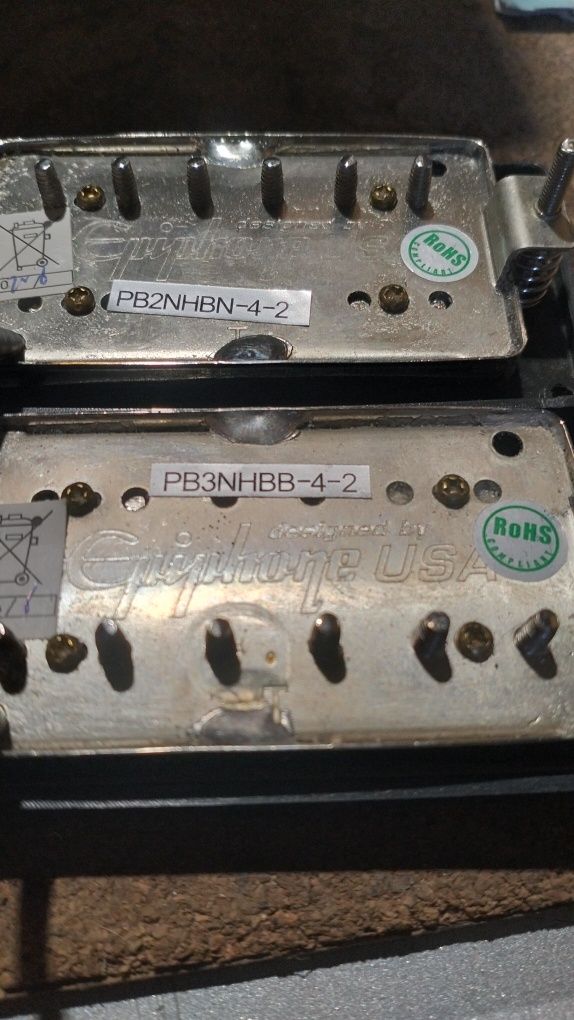 designed by
Epiphone
RoHS
COMPLIANT
PB2NHBN-4-2
T
PB3NHBB-4-2
designed by
Epiphone USA
RoHS
COMPLIANT